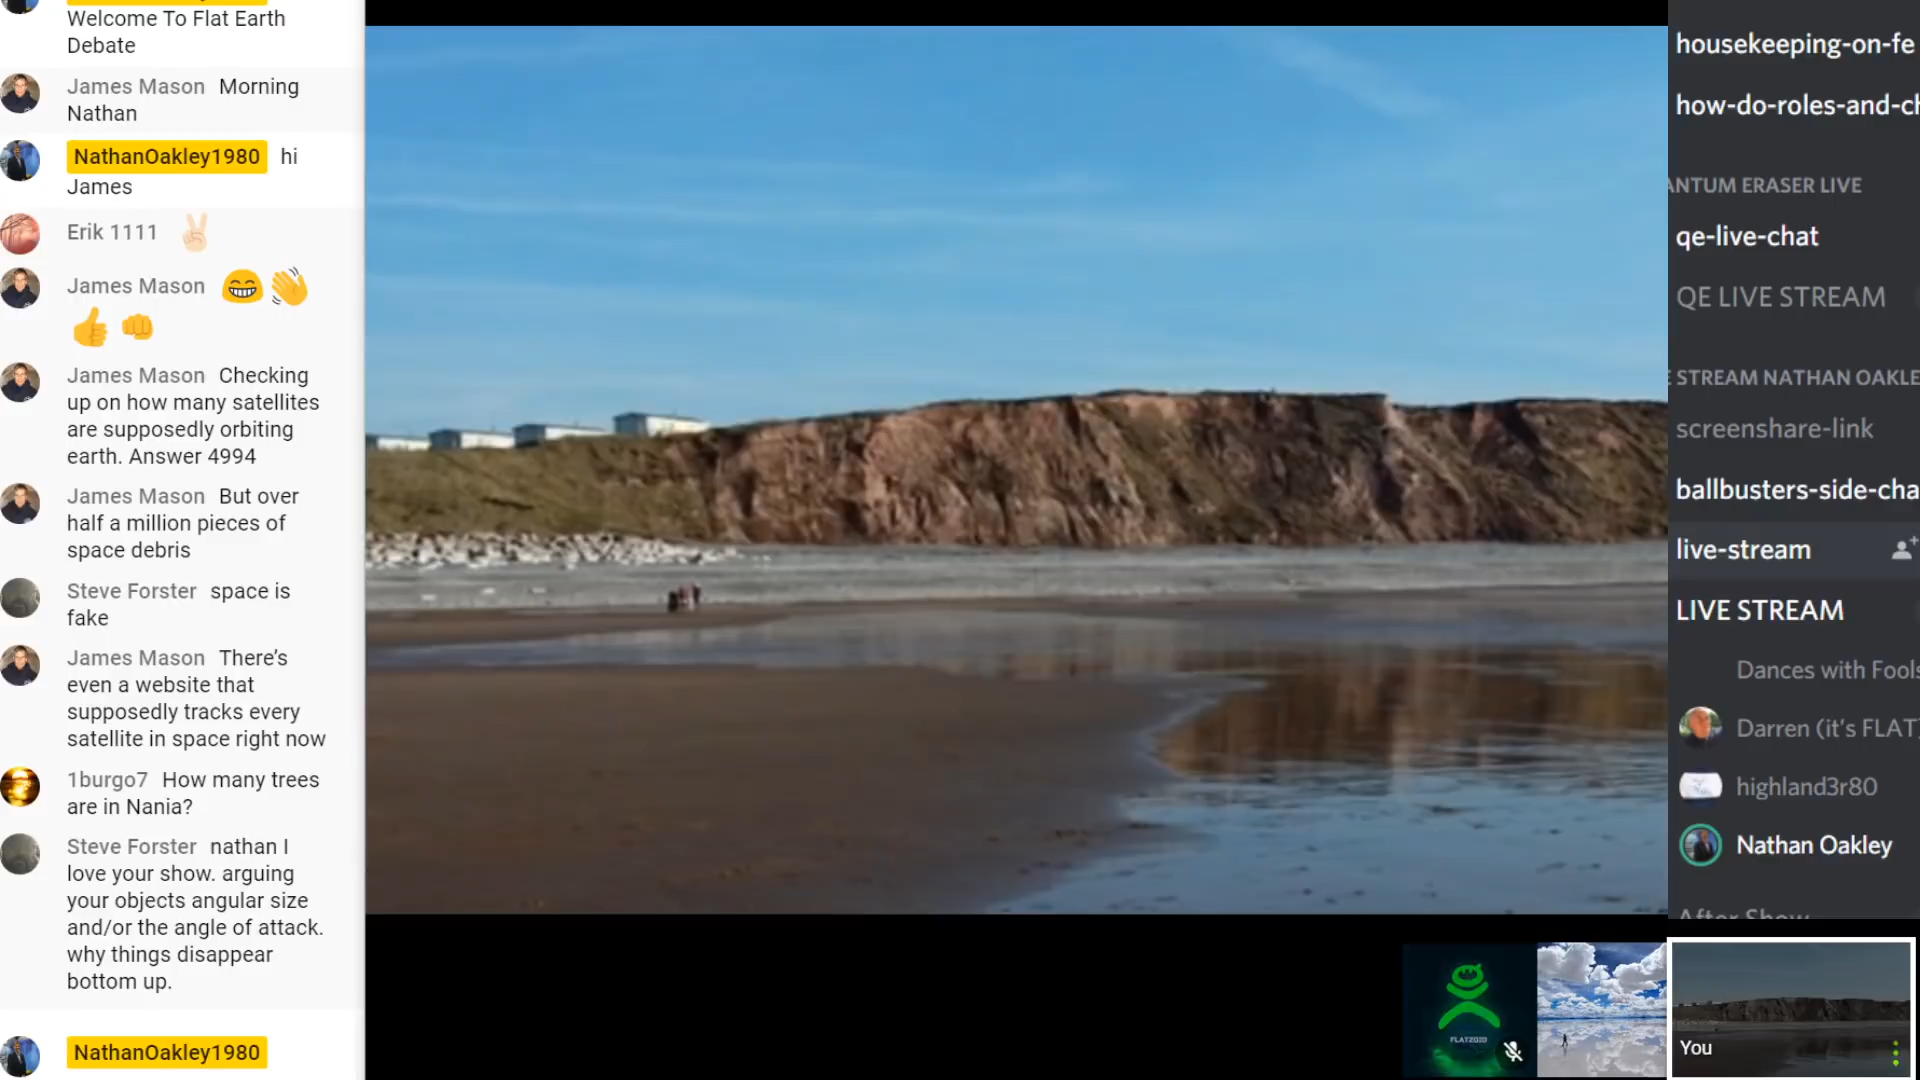 Welcome To Flat Earth
Debate
James Mason Morning
Nathan
NathanOakley1980 hi
James
Erik 1111
James Mason
James Mason Checking
up on how many satellites
are supposedly orbiting
earth. Answer 4994
James Mason But over
half a million pieces of
space debris
Steve Forster space is
fake
James Mason There’s
even a website that
supposedly tracks every
satellite in space right now
1burgo7 How many trees
are in Nania?
Steve Forster nathan I
love your show. arguing
your objects angular size
and/or the angle of attack.
why things disappear
bottom up.
NathanOakley1980
housekeeping-on-fe
how-do-roles-and-ch
ANTUM ERASER LIVE
qe-live-chat
QE LIVE STREAM
E STREAM NATHAN OAKLE
screenshare-link
ballbusters-side-cha
live-stream
LIVE STREAM
Dances with Fools
Darren (it's FLAT)
highland3r80
Nathan Oakley
After Show
FLATZOID
You